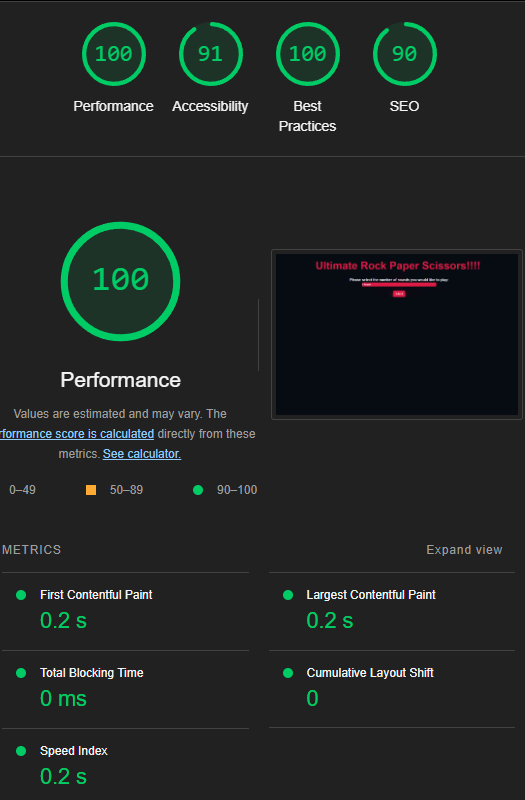 100 91 100 90
Performance Accessibility Best SEO
Practices
Ultimate Rock Paper Scissors!!!!
Please select the number of rounds you would like to play:
100
Performance
Values are estimated and may vary. The
rformance score is calculated directly from these
metrics. See calculator.
0–49 50–89 90–100
METRICS Expand view
First Contentful Paint Largest Contentful Paint
0.2 s 0.2 s
Total Blocking Time Cumulative Layout Shift
0 ms 0
Speed Index
0.2 s